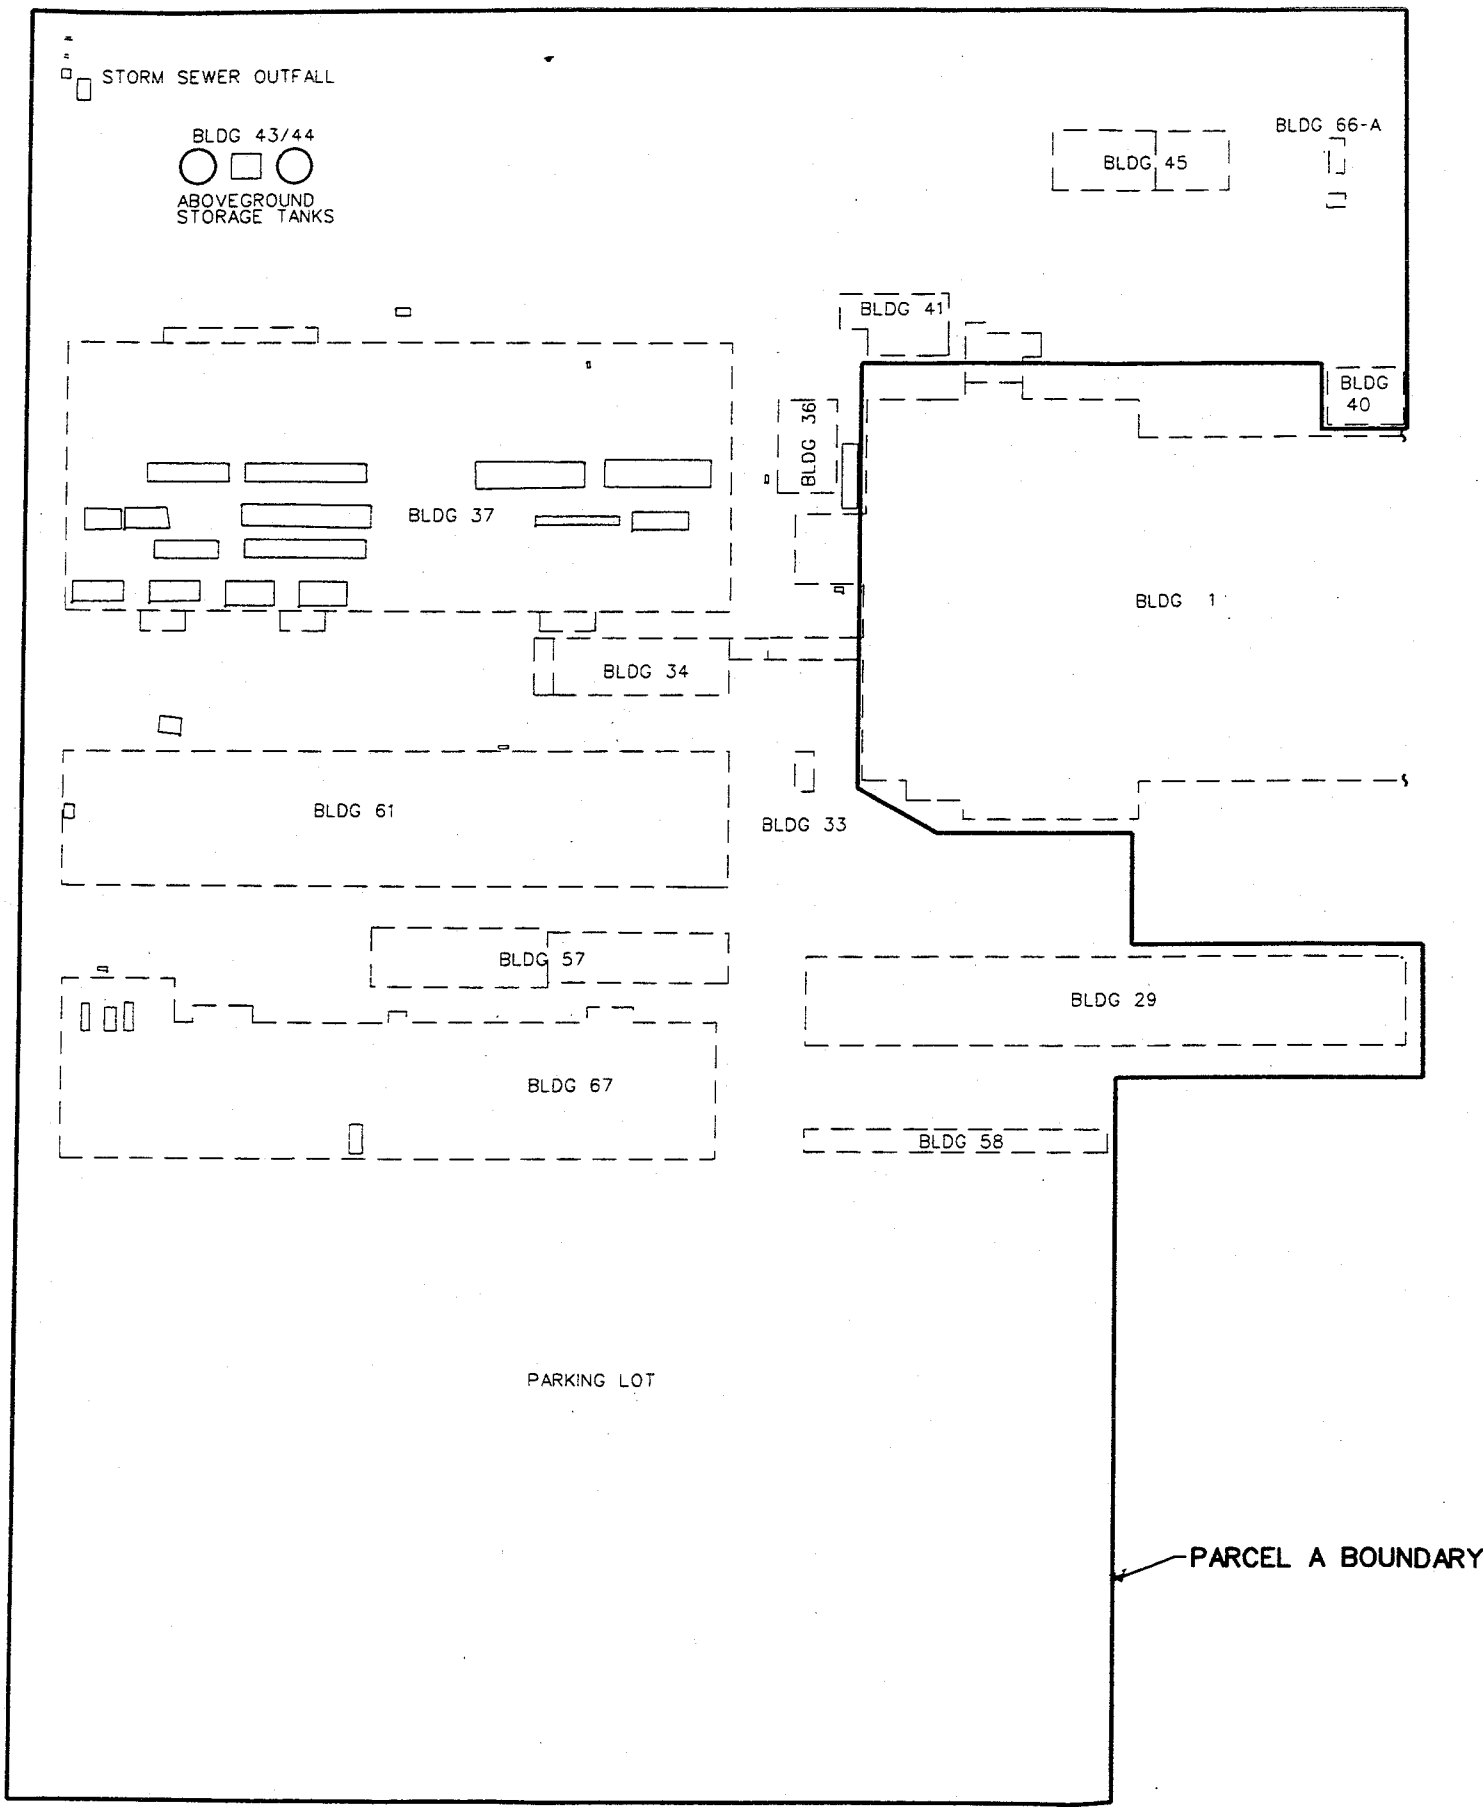 STORM SEWER OUTFALL
BLDG 43/44
ABOVEGROUND
STORAGE TANKS
BLDG 66-A
BLDG 45
BLDG 41
BLDG
40
BLDG 36
BLDG 37
BLDG 1
BLDG 34
BLDG 61
BLDG 33
BLDG 57
BLDG 29
BLDG 67
BLDG 58
PARKING LOT
PARCEL A BOUNDARY